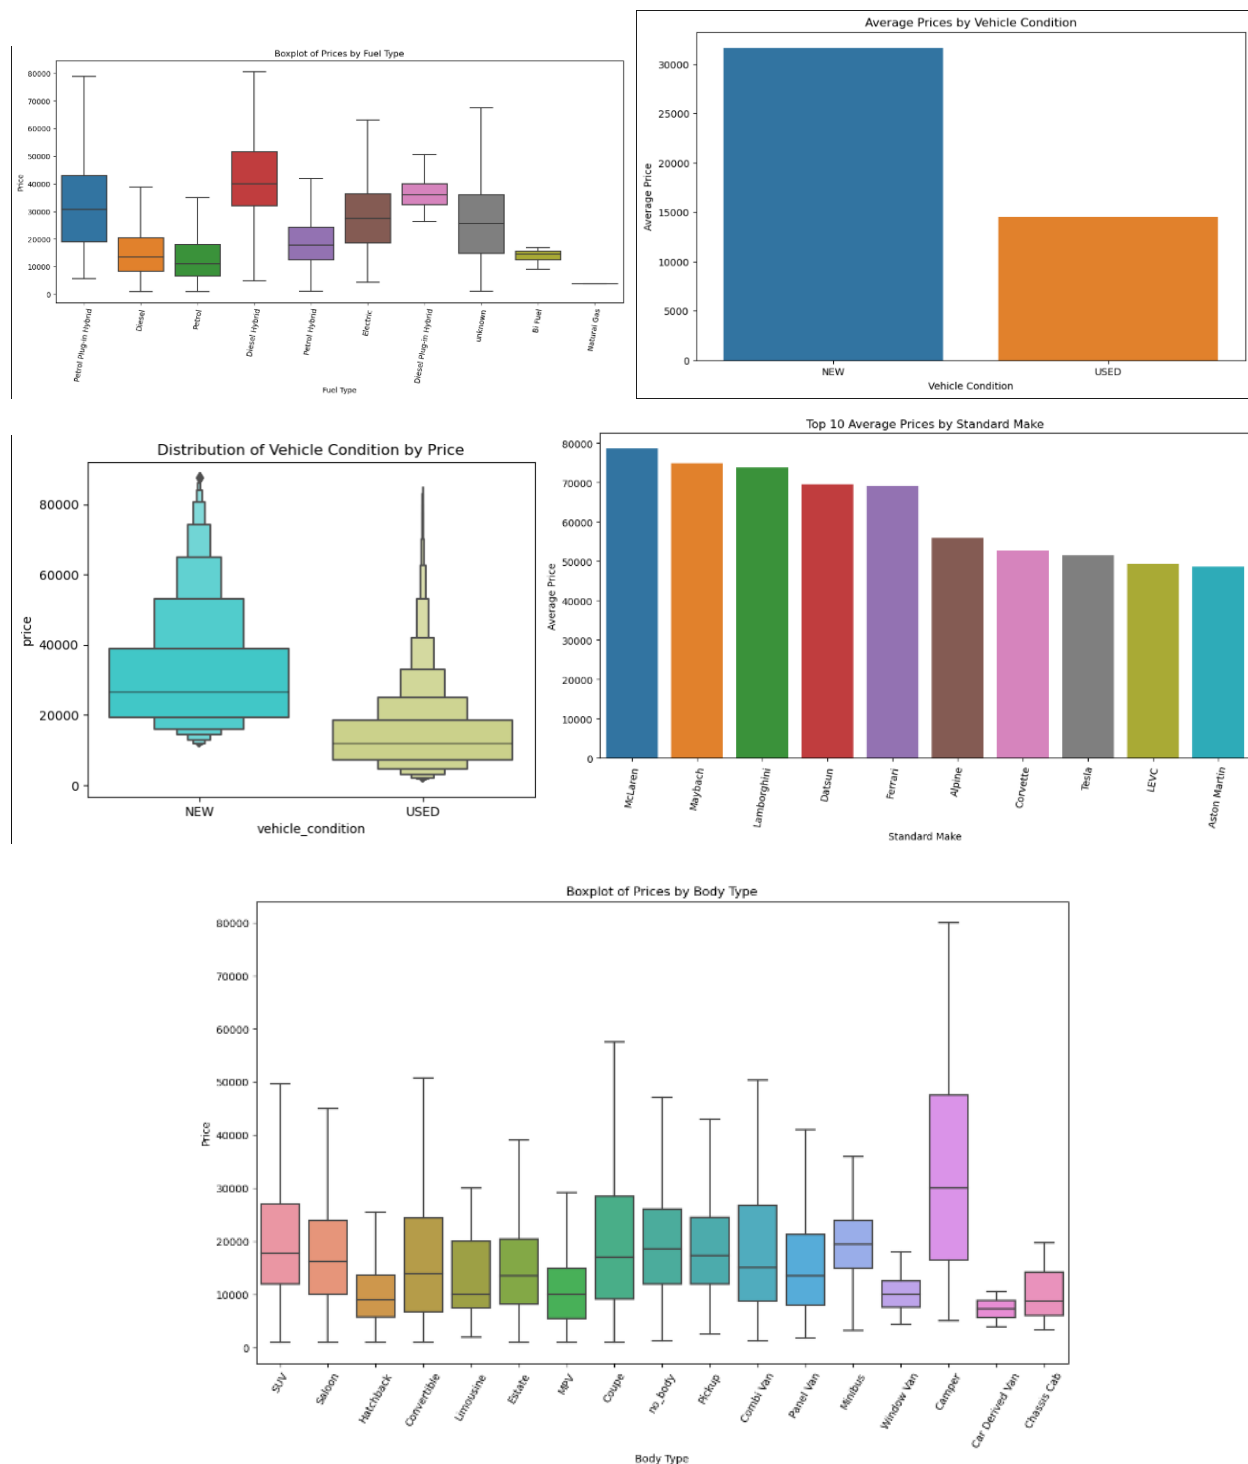 Boxplot of Prices by Fuel Type
Price
80000
70000
60000
50000
40000
30000
20000
10000
0
Petrol Plug-in Hybrid
Diesel
Petrol
Diesel Hybrid
Petrol Hybrid
Electric
Diesel Plug-in Hybrid
unknown
Bi Fuel
Natural Gas
Fuel Type
Average Prices by Vehicle Condition
Average Price
30000
25000
20000
15000
10000
5000
0
NEW USED
Vehicle Condition
Distribution of Vehicle Condition by Price
price
80000
60000
40000
20000
0
NEW USED
vehicle_condition
Top 10 Average Prices by Standard Make
Average Price
80000
70000
60000
50000
40000
30000
20000
10000
0
McLaren
Maybach
Lamborghini
Datsun
Ferrari
Alpine
Corvette
Tesla
LEVC
Aston Martin
Standard Make
Boxplot of Prices by Body Type
Price
80000
70000
60000
50000
40000
30000
20000
10000
0
SUV
Saloon
Hatchback
Convertible
Limousine
Estate
MPV
Coupe
no_body
Pickup
Combi Van
Panel Van
Minibus
Window Van
Camper
Car Derived Van
Chassis Cab
Body Type